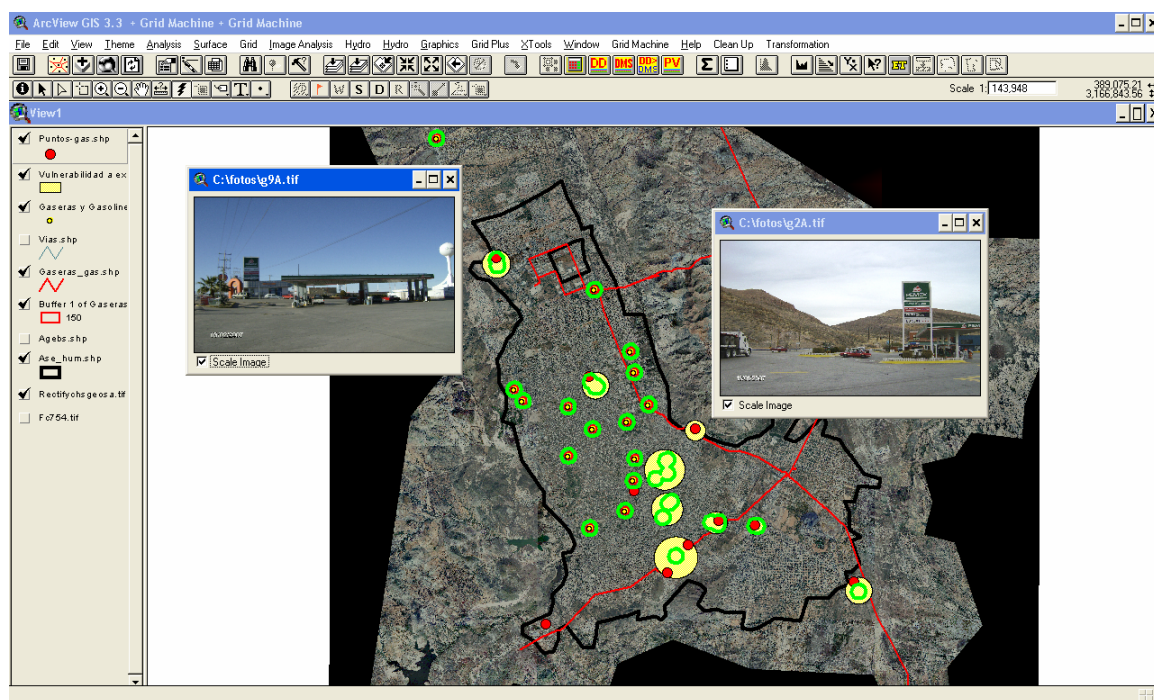 ArcView GIS 3.3 + Grid Machine + Grid Machine
File Edit View Theme Analysis Surface Grid Image Analysis Hydro Hydro Graphics Grid Plus XTools Window Grid Machine Help Clean Up Transformation
DD DMS DD> DMS PV Σ
T S D R
Scale 1: 143,948
389,075.21
3,166,843.56
View1
Puntos-gas.shp
Vulnerabilidad a ex
Gaseras y Gasoline
Vias.shp
Gaseras_gas.shp
Buffer 1 of Gaseras
150
Agebs.shp
Ase_hum.shp
Rectifyohsgeosa.tif
Fc754.tif
C:\fotos\g9A.tif
Scale Image
C:\fotos\g2A.tif
Scale Image